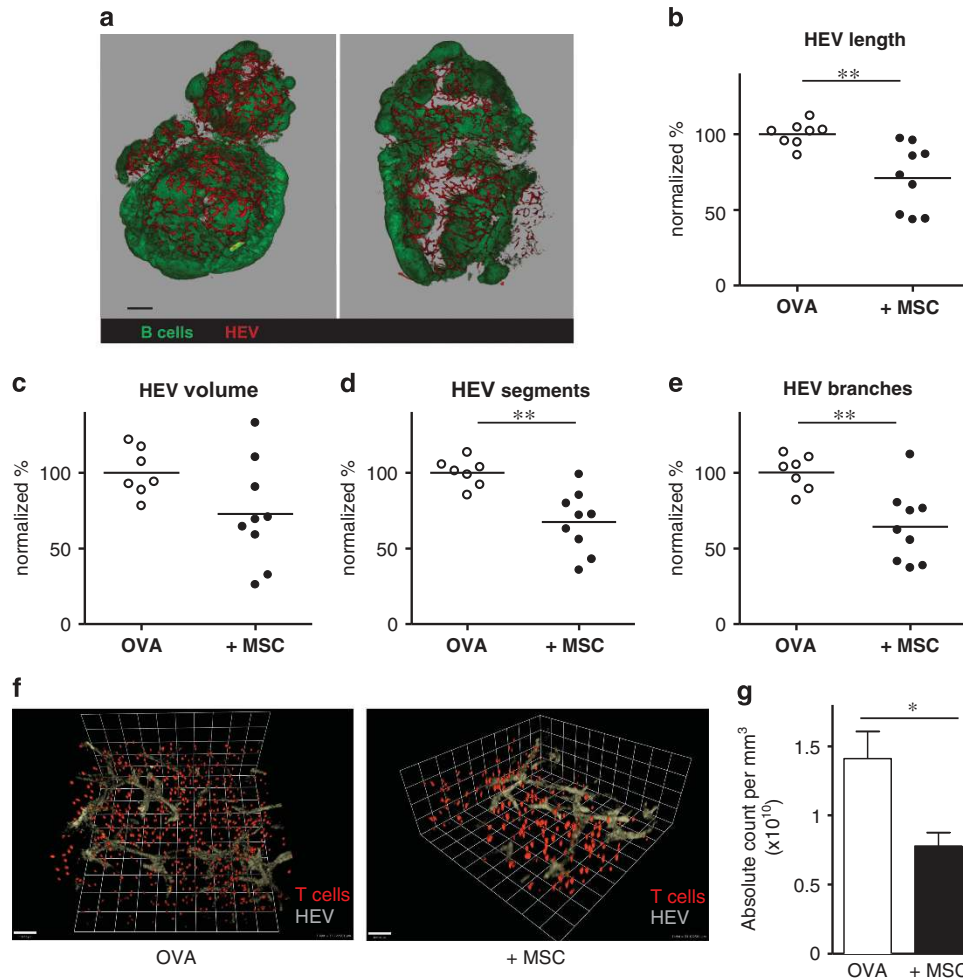 a
B cells HEV
b
HEV length
**
normalized %
100
50
0
OVA + MSC
c
HEV volume
normalized %
100
50
0
OVA + MSC
d
HEV segments
**
normalized %
100
50
0
OVA + MSC
e
HEV branches
**
normalized %
100
50
0
OVA + MSC
f
T cells
HEV
OVA
T cells
HEV
+ MSC
g
*
Absolute count per mm³
(x10¹⁰)
1.5
1.5
0
OVA + MSC